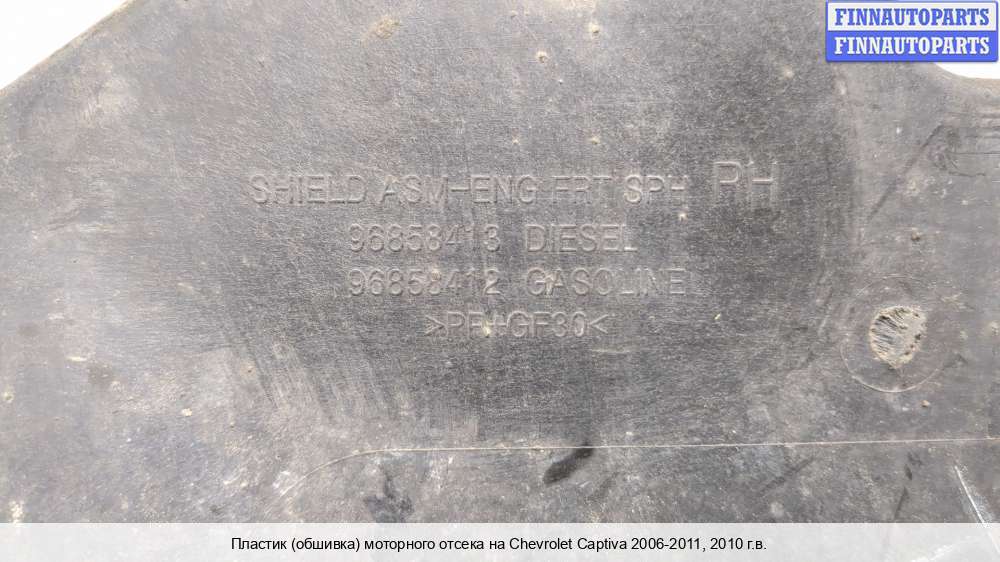 FINNAUTOPARTS
FINNAUTOPARTS
SHIELD ASM-ENG FRT SPH RH
96858413 DIESEL
96858412 GASOLINE
>PP+GF30<
Пластик (обшивка) моторного отсека на Chevrolet Captiva 2006-2011, 2010 г.в.